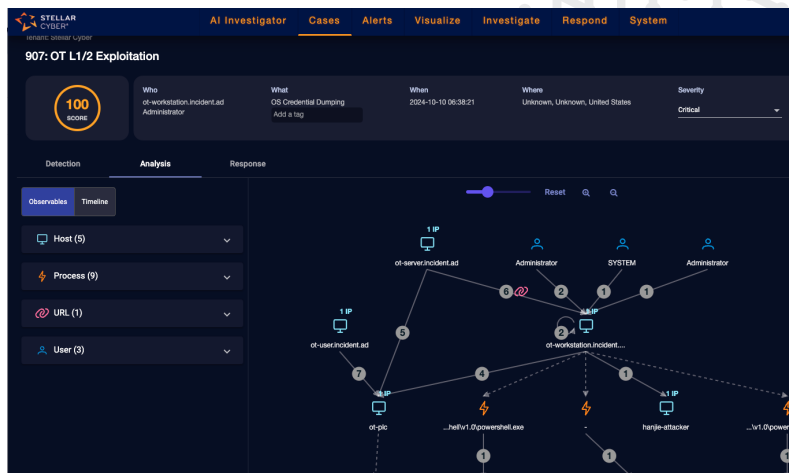 STELLAR
CYBER
AI Investigator Cases Alerts Visualize Investigate Respond System
Tenant: Stellar Cyber
907: OT L1/2 Exploitation
100
SCORE
Who
ot-workstation.incident.ad
Administrator
What
OS Credential Dumping
Add a tag
When
2024-10-10 06:38:21
Where
Unknown, Unknown, United States
Severity
Critical
Detection Analysis Response
Observables Timeline
Reset
Host (5)
Process (9)
URL (1)
User (3)
1 IP
ot-server.incident.ad
Administrator
SYSTEM
Administrator
6
2
1
1
1 IP
ot-user.incident.ad
5
2
IP
ot-workstation.incident....
7
4
1
IP
ot-plc
...hell\v1.0\powershell.exe
-
1 IP
hanjie-attacker
...\v1.0\power
1
1
1